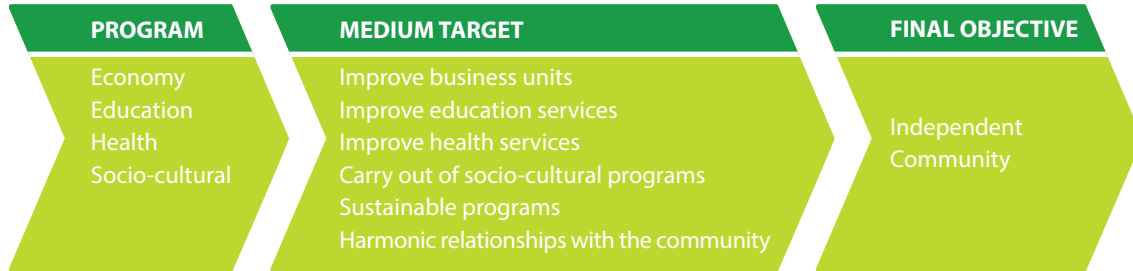 PROGRAM
Economy
Education
Health
Socio-cultural
MEDIUM TARGET
Improve business units
Improve education services
Improve health services
Carry out of socio-cultural programs
Sustainable programs
Harmonic relationships with the community
FINAL OBJECTIVE
Independent
Community